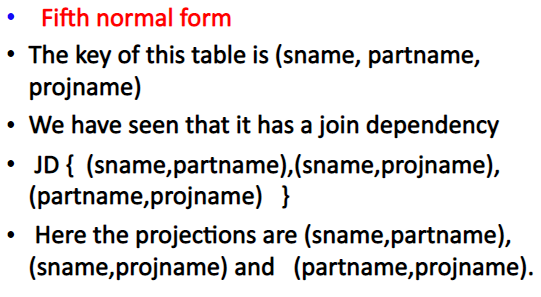 • Fifth normal form
• The key of this table is (sname, partname,
projname)
• We have seen that it has a join dependency
• JD { (sname,partname),(sname,projname),
(partname,projname) }
• Here the projections are (sname,partname),
(sname,projname) and (partname,projname).